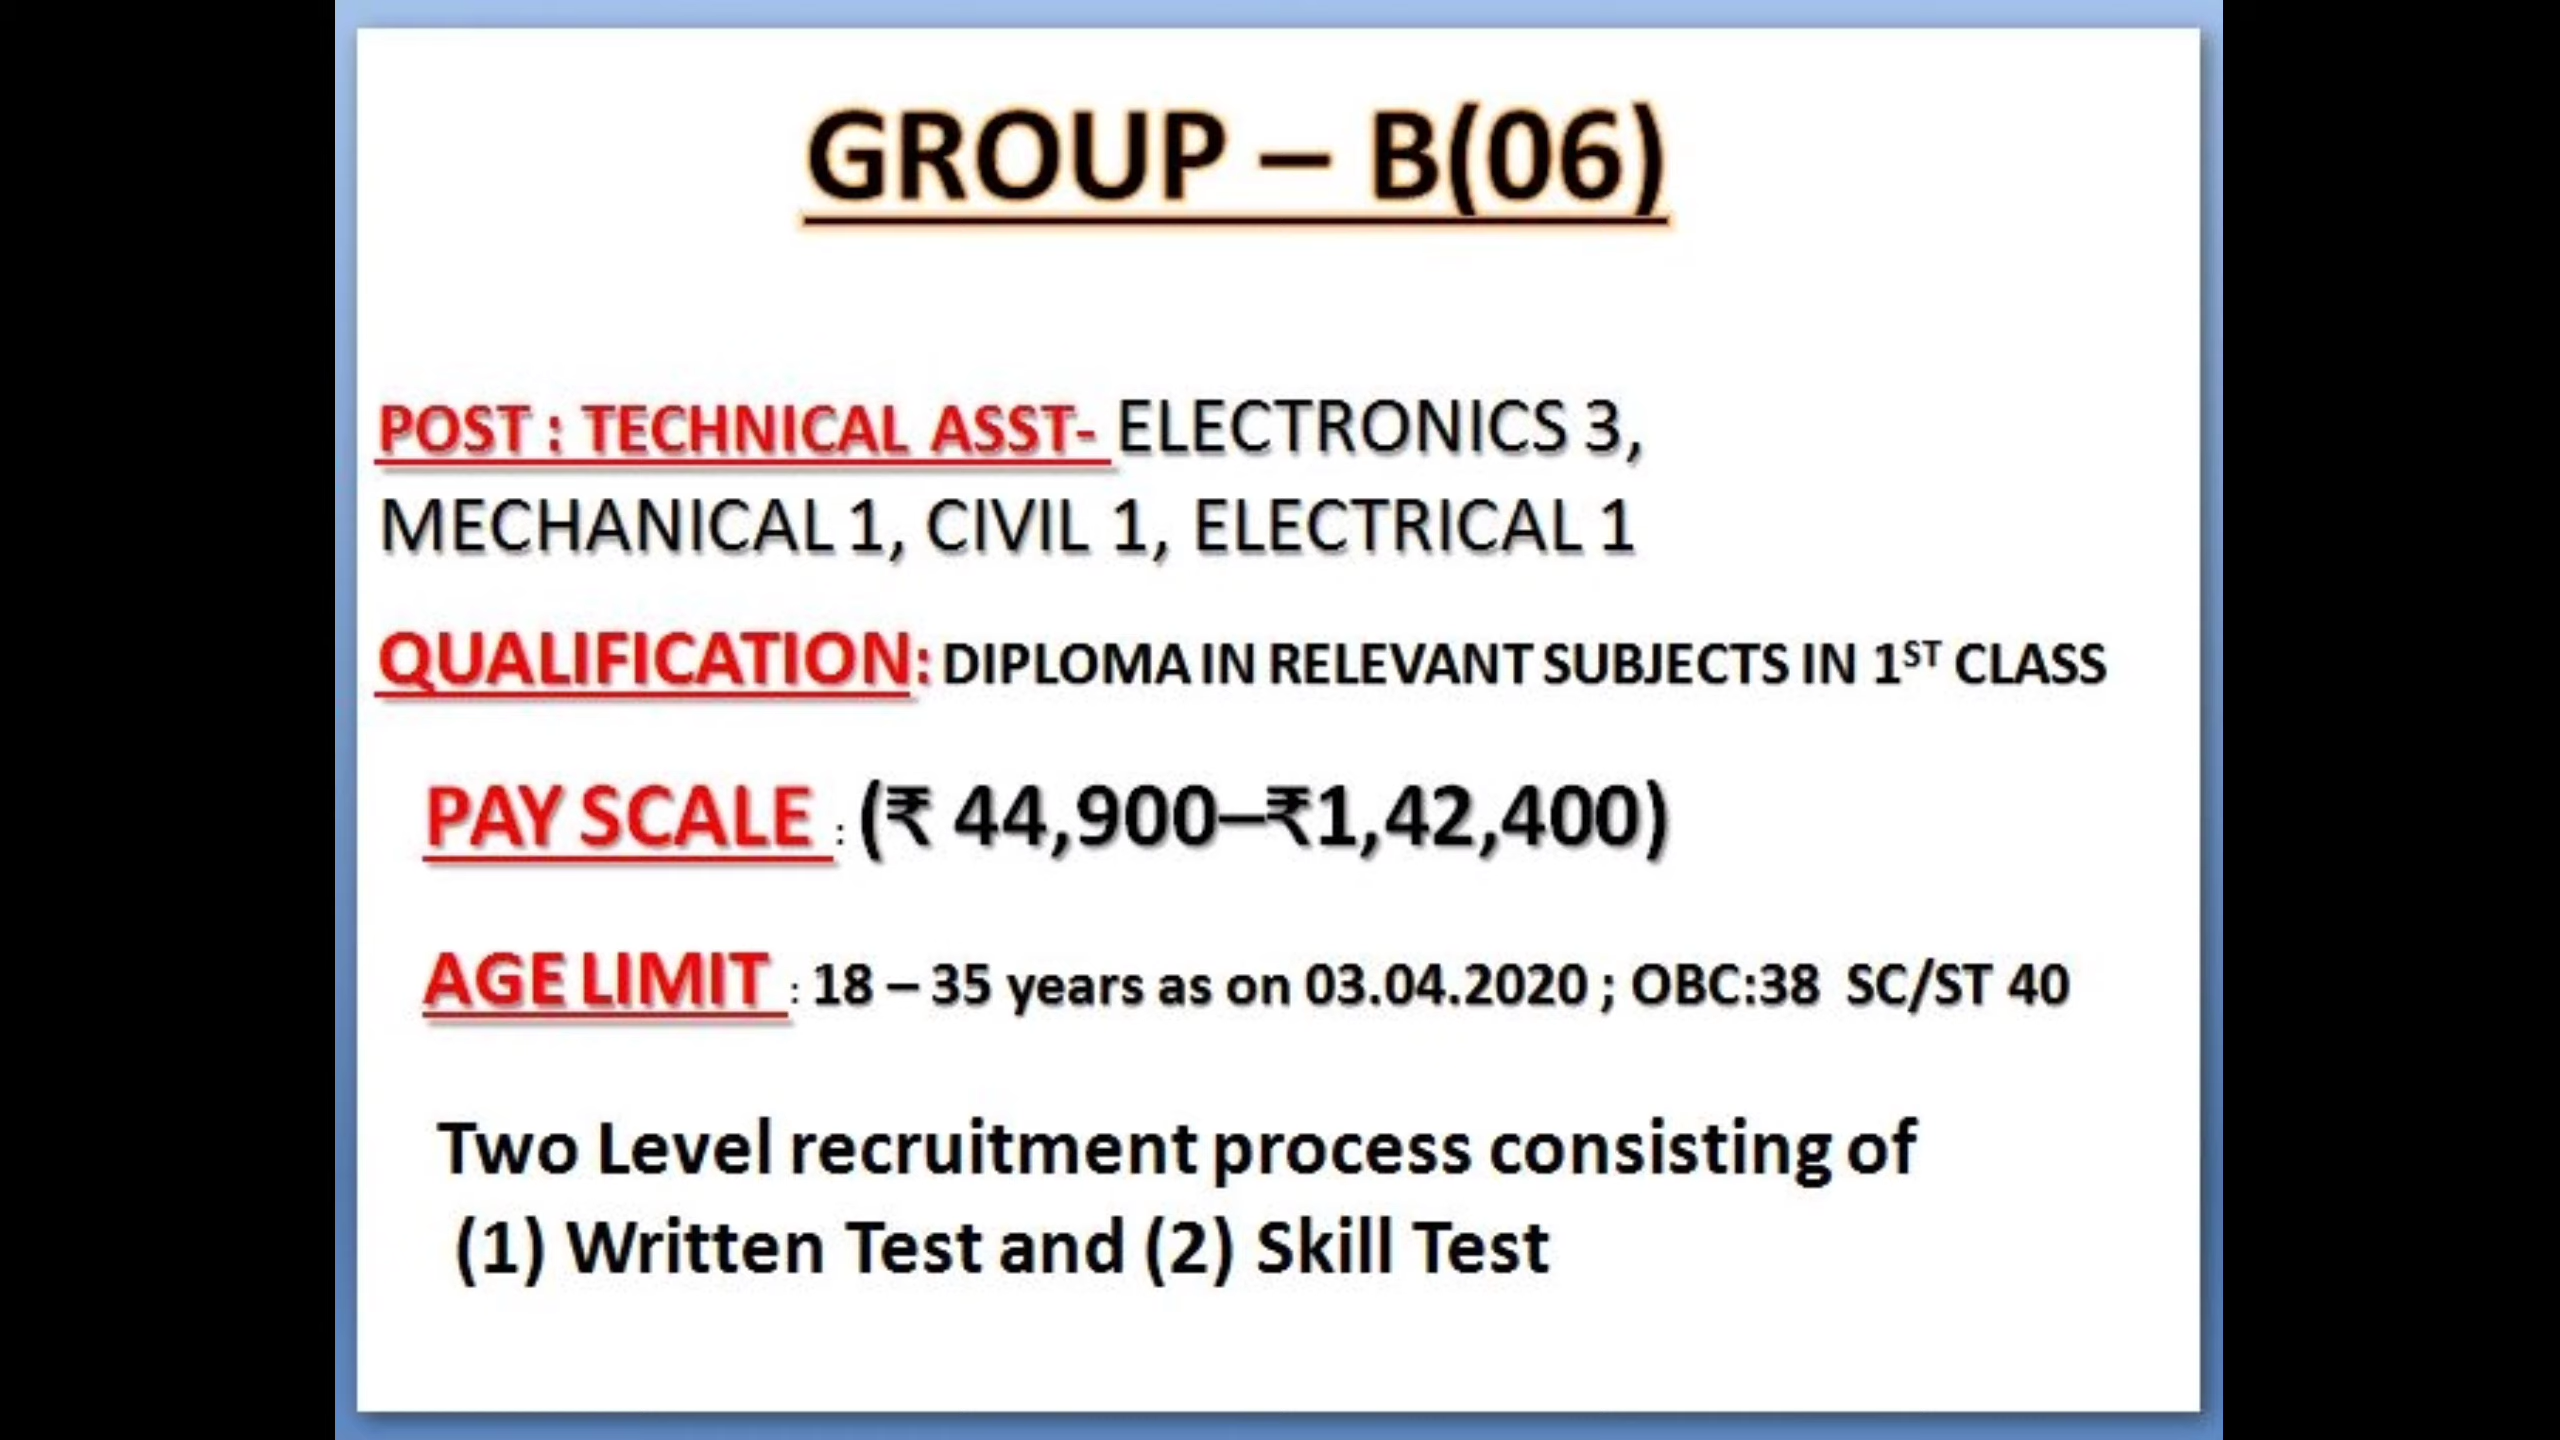 GROUP – B(06)
POST : TECHNICAL ASST- ELECTRONICS 3,
MECHANICAL 1, CIVIL 1, ELECTRICAL 1
QUALIFICATION: DIPLOMA IN RELEVANT SUBJECTS IN 1ST CLASS
PAY SCALE : (₹ 44,900–₹1,42,400)
AGE LIMIT : 18 – 35 years as on 03.04.2020 ; OBC:38 SC/ST 40
Two Level recruitment process consisting of
(1) Written Test and (2) Skill Test